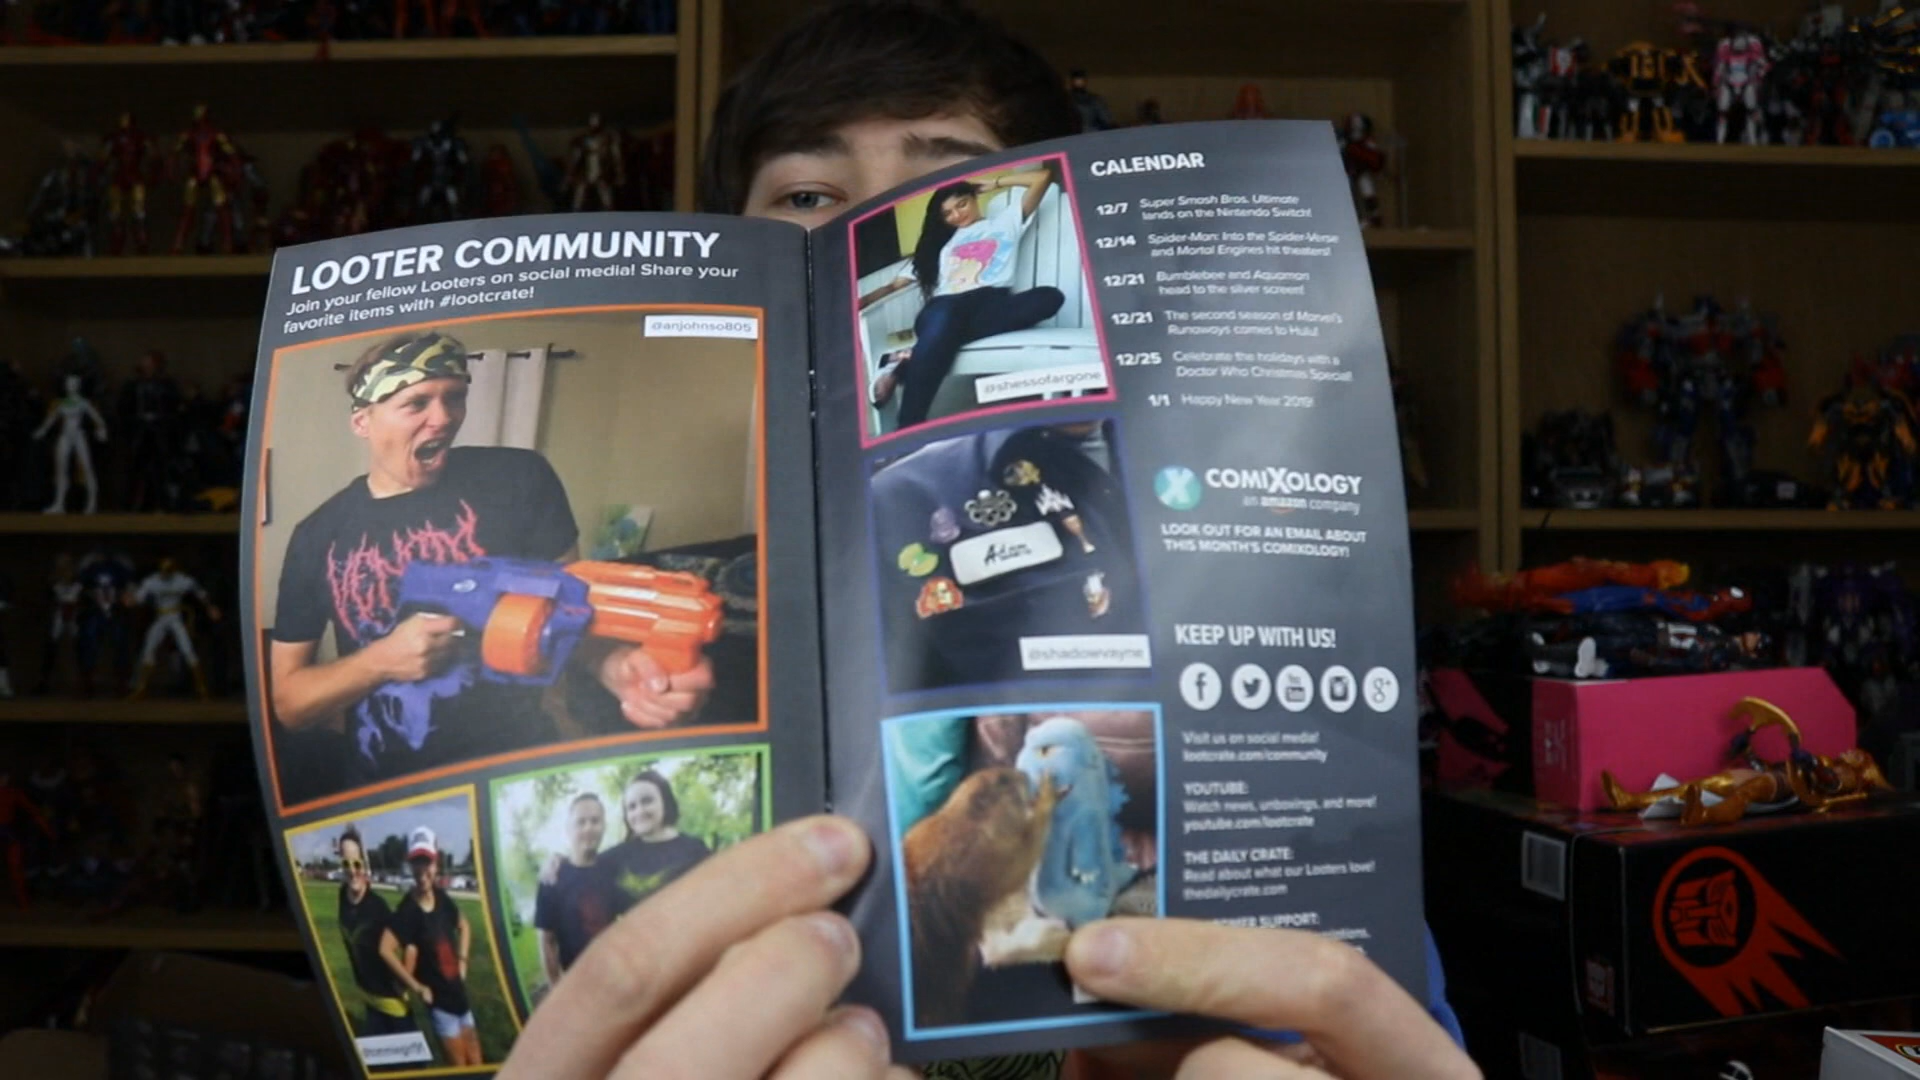 LOOTER COMMUNITY
Join your fellow Looters on social media! Share your
favorite items with #lootcrate!
@anjohnso805
VENOM
@shessofargone
Adam
@shadowvayne
CALENDAR
12/7 Super Smash Bros. Ultimate
lands on the Nintendo Switch!
12/14 Spider-Man: Into the Spider-Verse
and Mortal Engines hit theaters!
12/21 Bumblebee and Aquaman
head to the silver screen!
12/21 The second season of Marvel's
Runaways comes to Hulu!
12/25 Celebrate the holidays with a
Doctor Who Christmas Special!
1/1 Happy New Year 2019!
COMIXOLOGY
an amazon company
LOOK OUT FOR AN EMAIL ABOUT
THIS MONTH'S COMIXOLOGY!
KEEP UP WITH US!
Visit us on social media!
lootcrate.com/community
YOUTUBE:
Watch news, unboxings, and more!
youtube.com/lootcrate
THE DAILY CRATE:
Read about what our Looters love!
thedailycrate.com
SUPPORT: